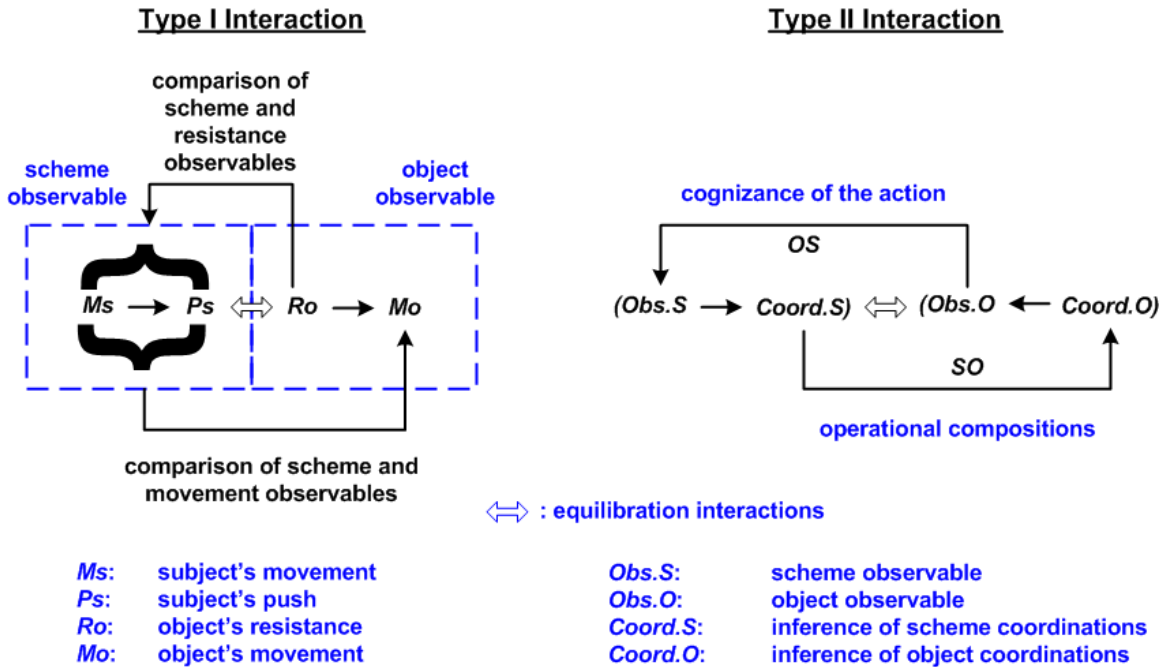 Type I Interaction
Type II Interaction
comparison of
scheme and
resistance
observables
scheme
observable
object
observable
Ms
Ps
Ro
Mo
comparison of scheme and
movement observables
cognizance of the action
OS
(Obs.S
Coord.S)
(Obs.O
Coord.O)
SO
operational compositions
: equilibration interactions
Ms: subject's movement
Ps: subject's push
Ro: object's resistance
Mo: object's movement
Obs.S: scheme observable
Obs.O: object observable
Coord.S: inference of scheme coordinations
Coord.O: inference of object coordinations